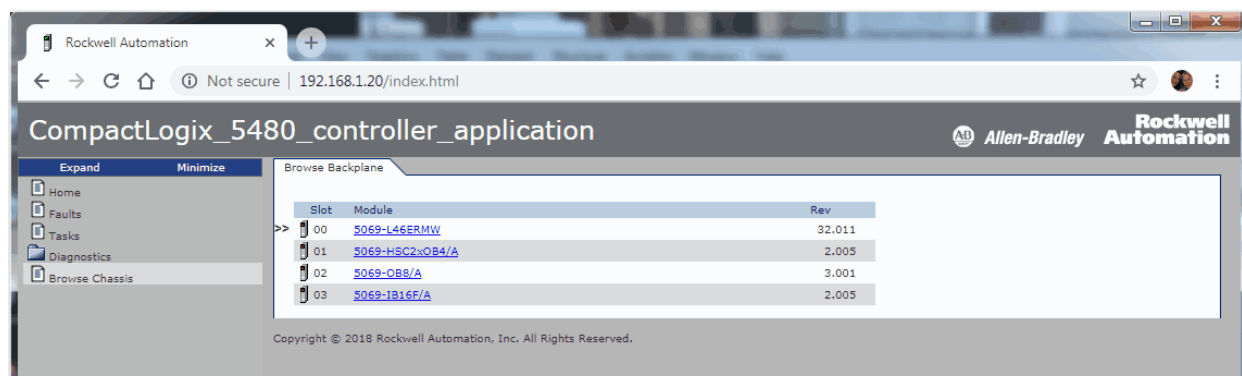 Rockwell Automation
Not secure | 192.168.1.20/index.html
CompactLogix_5480_controller_application
AB Allen-Bradley Rockwell Automation
Expand Minimize
Home
Faults
Tasks
Diagnostics
Browse Chassis
Browse Backplane
Slot Module Rev
>> 00 5069-L46ERMW 32.011
01 5069-HSC2xOB4/A 2.005
02 5069-OB8/A 3.001
03 5069-IB16F/A 2.005
Copyright © 2018 Rockwell Automation, Inc. All Rights Reserved.